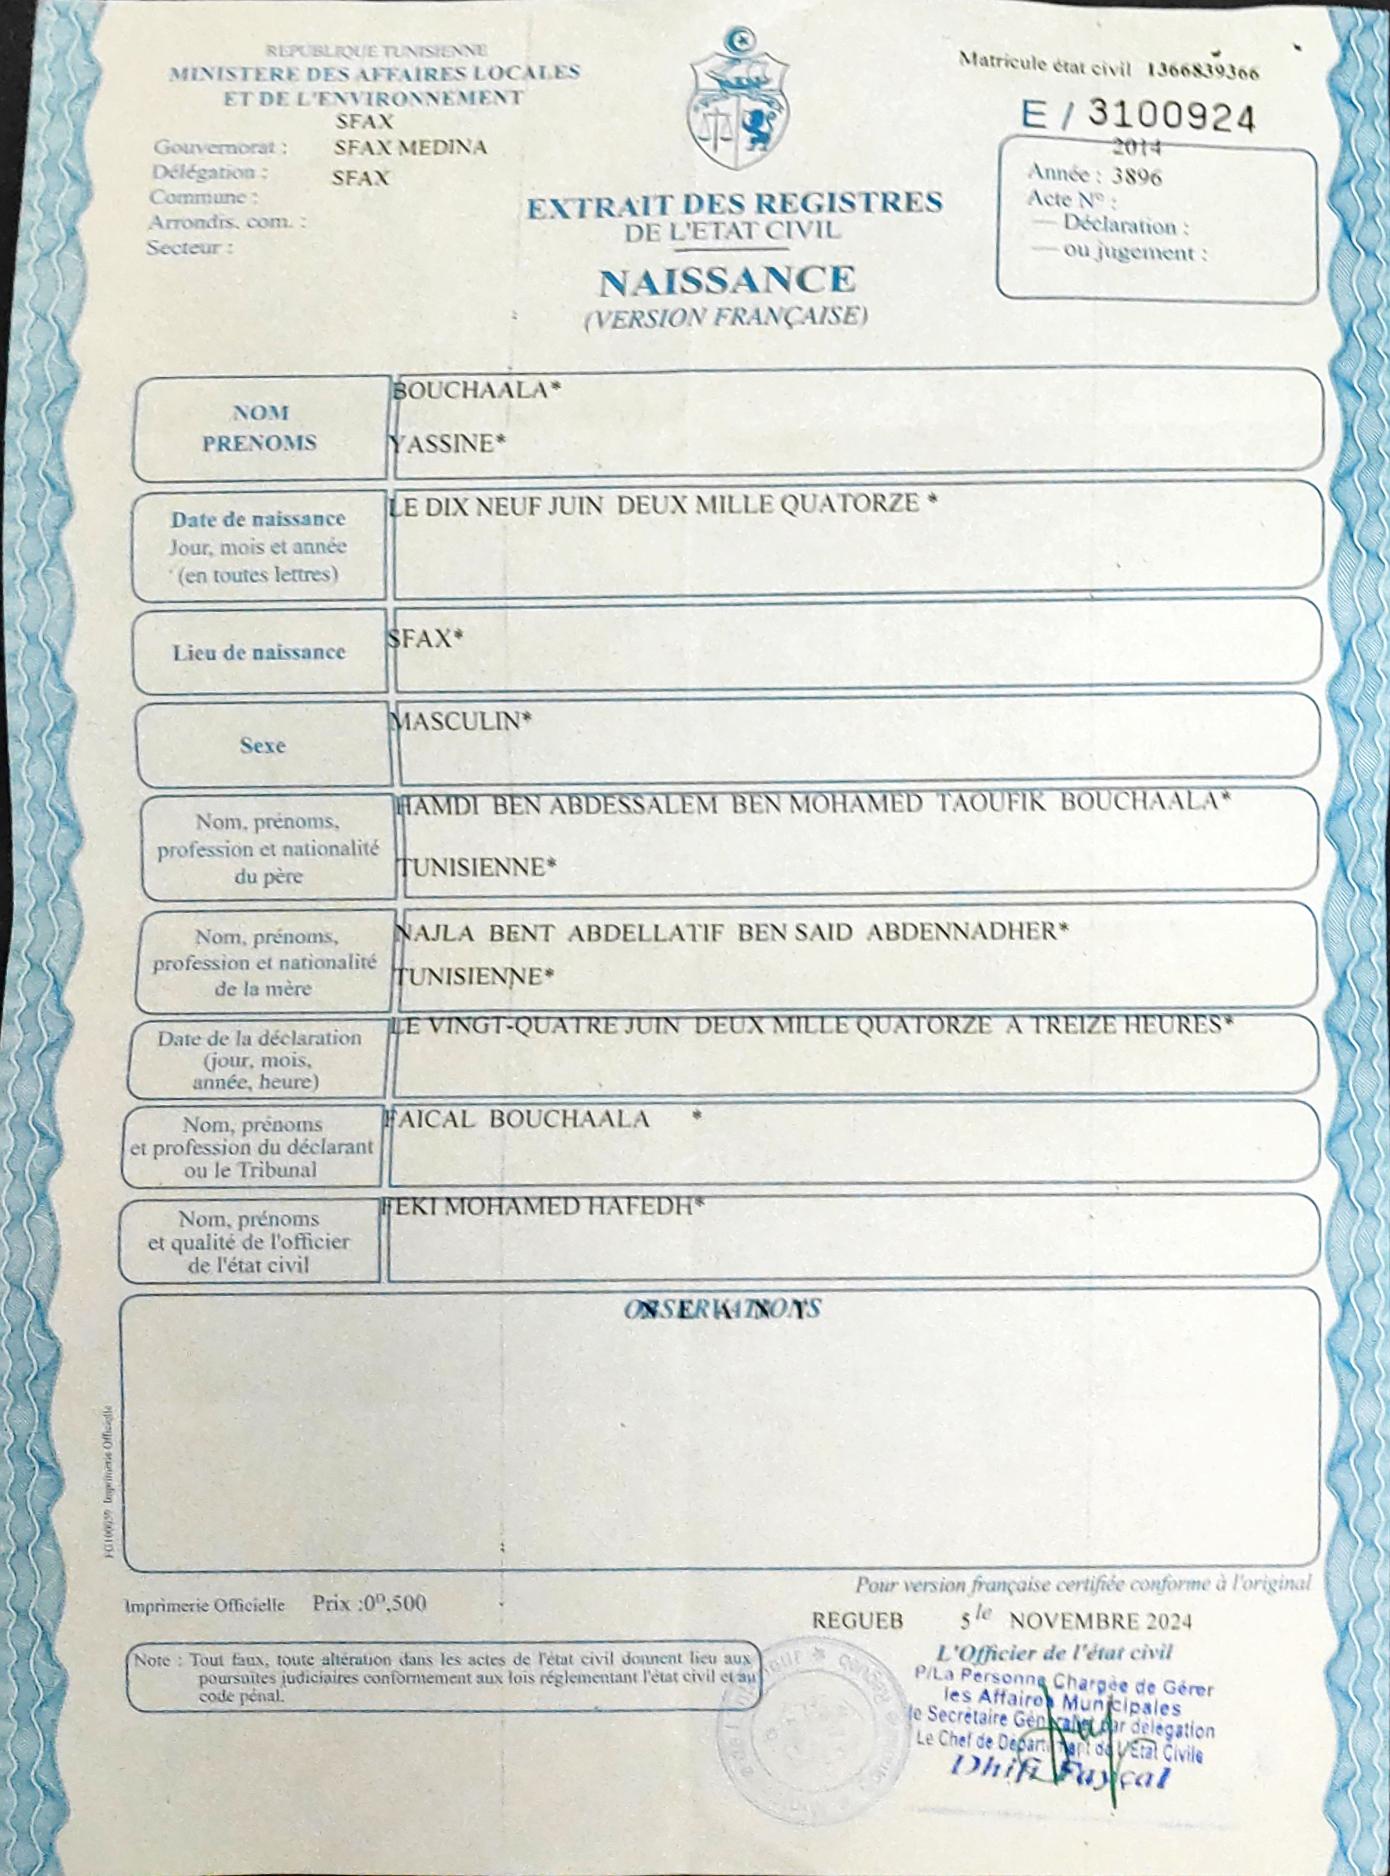 REPUBLIQUE TUNISIENNE
MINISTERE DES AFFAIRES LOCALES
ET DE L'ENVIRONNEMENT
SFAX
Gouvernorat : SFAX MEDINA
Délégation : SFAX
Commune :
Arrondis. com. :
Secteur :
Matricule état civil 1366839366
E / 3100924
2014
Année : 3896
Acte N° :
— Déclaration :
— ou jugement :
EXTRAIT DES REGISTRES
DE L'ETAT CIVIL
NAISSANCE
(VERSION FRANÇAISE)
NOM
PRENOMS
BOUCHAALA*
YASSINE*
Date de naissance
Jour, mois et année
(en toutes lettres)
LE DIX NEUF JUIN DEUX MILLE QUATORZE *
Lieu de naissance
SFAX*
Sexe
MASCULIN*
Nom, prénoms,
profession et nationalité
du père
HAMDI BEN ABDESSALEM BEN MOHAMED TAOUFIK BOUCHAALA*
TUNISIENNE*
Nom, prénoms,
profession et nationalité
de la mère
NAJLA BENT ABDELLATIF BEN SAID ABDENNADHER*
TUNISIENNE*
Date de la déclaration
(jour, mois,
année, heure)
LE VINGT-QUATRE JUIN DEUX MILLE QUATORZE A TREIZE HEURES*
Nom, prénoms
et profession du déclarant
ou le Tribunal
FAICAL BOUCHAALA *
Nom, prénoms
et qualité de l'officier
de l'état civil
FEKI MOHAMED HAFEDH*
OBSERVATIONS
FG100039 Imprimerie Officielle
Pour version française certifiée conforme à l'original
Imprimerie Officielle Prix :0ᴰ,500
REGUEB 5 le NOVEMBRE 2024
L'Officier de l'état civil
Note : Tout faux, toute altération dans les actes de l'état civil donnent lieu aux
poursuites judiciaires conformement aux lois réglementant l'état civil et au
code pénal.
P/La Personne Chargée de Gérer
les Affaires Municipales
le Secrétaire Général et par délégation
Le Chef de Département de l'Etat Civile
Dhifi Fayçal